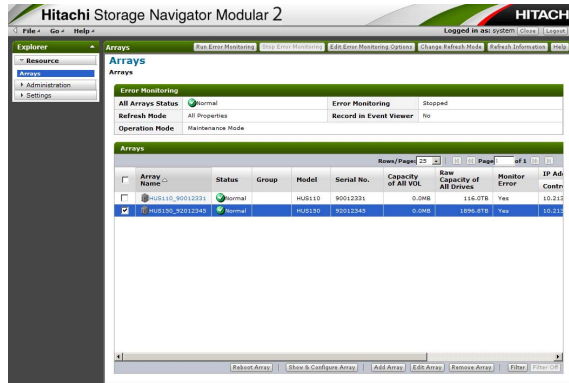 Hitachi Storage Navigator Modular 2
HITACH
File Go Help
Logged in as: system Close Logout
Explorer
Resource
Arrays
Administration
Settings
Arrays
Run Error Monitoring Stop Error Monitoring Edit Error Monitoring Options Change Refresh Mode Refresh Information Help
Arrays
Arrays
Error Monitoring
All Arrays Status Normal Error Monitoring Stopped
Refresh Mode All Properties Record in Event Viewer No
Operation Mode Maintenance Mode
Arrays
Rows/Page: 25 Page 1 of 1
Array Name Status Group Model Serial No. Capacity of All VOL Raw Capacity of All Drives Monitor Error IP Ad
Contr
HUS110_90012331 Normal HUS110 90012331 0.0MB 116.0TB Yes 10.213
HUS150_92012345 Normal HUS150 92012345 0.0MB 1896.8TB Yes 10.213
Reboot Array Show & Configure Array Add Array Edit Array Remove Array Filter Filter Off